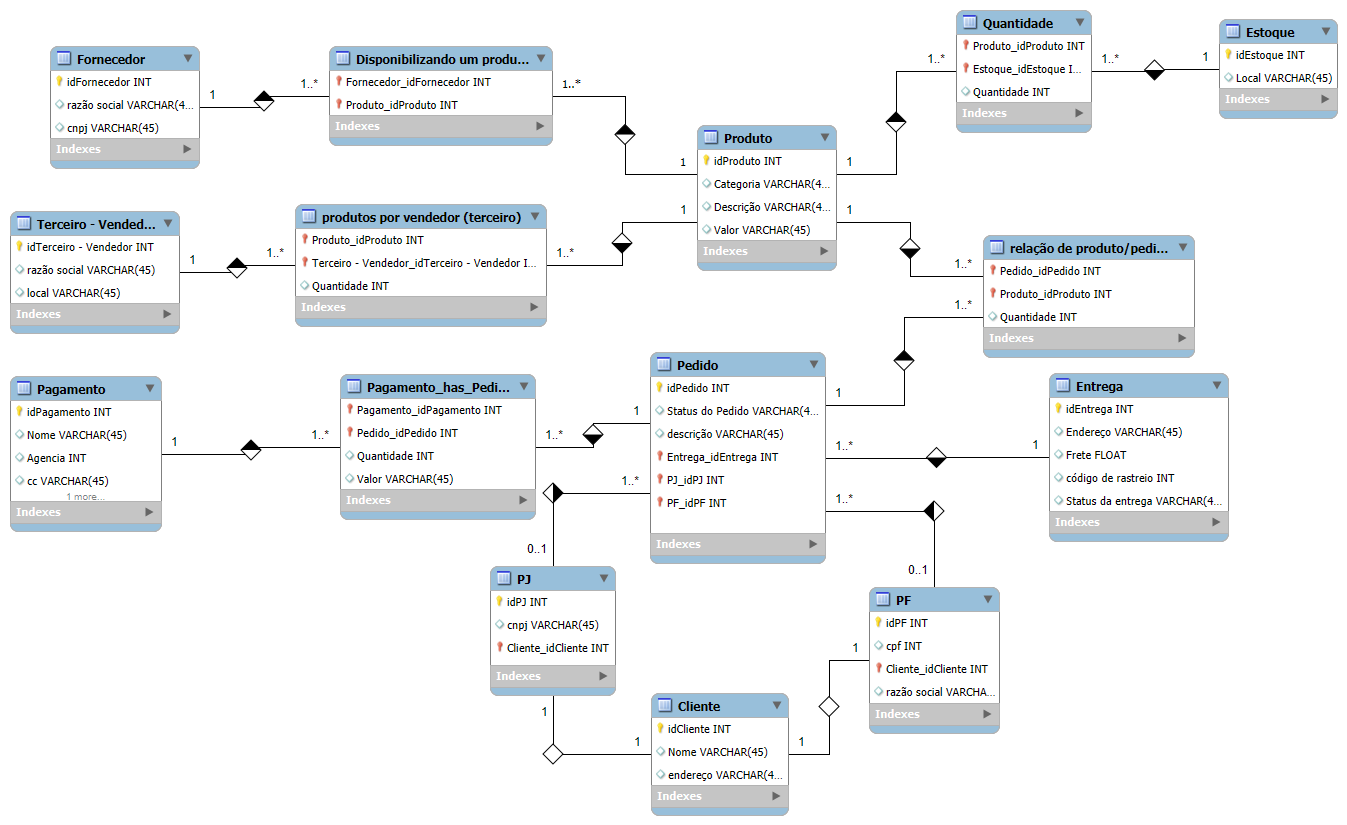 Fornecedor
idFornecedor INT
razão social VARCHAR(4...
cnpj VARCHAR(45)
Indexes
1
1..*
Disponibilizando um produ...
Fornecedor_idFornecedor INT
Produto_idProduto INT
Indexes
1..*
1
Quantidade
Produto_idProduto INT
Estoque_idEstoque I...
Quantidade INT
Indexes
1..*
1..*
1
Estoque
idEstoque INT
Local VARCHAR(45)
Indexes
Produto
idProduto INT
Categoria VARCHAR(4...
Descrição VARCHAR(4...
Valor VARCHAR(45)
Indexes
1
1
1
Terceiro - Vended...
idTerceiro - Vendedor INT
razão social VARCHAR(45)
local VARCHAR(45)
Indexes
1
1..*
produtos por vendedor (terceiro)
Produto_idProduto INT
Terceiro - Vendedor_idTerceiro - Vendedor I...
Quantidade INT
Indexes
1..*
relação de produto/pedi...
Pedido_idPedido INT
Produto_idProduto INT
Quantidade INT
Indexes
1..*
1..*
Pagamento
idPagamento INT
Nome VARCHAR(45)
Agencia INT
cc VARCHAR(45)
1 more...
Indexes
1
1..*
Pagamento_has_Pedi...
Pagamento_idPagamento INT
Pedido_idPedido INT
Quantidade INT
Valor VARCHAR(45)
Indexes
1..*
1
Pedido
idPedido INT
Status do Pedido VARCHAR(4...
descrição VARCHAR(45)
Entrega_idEntrega INT
PJ_idPJ INT
PF_idPF INT
Indexes
1
1..*
1
1..*
1..*
Entrega
idEntrega INT
Endereço VARCHAR(45)
Frete FLOAT
código de rastreio INT
Status da entrega VARCHAR(4...
Indexes
0..1
0..1
PJ
idPJ INT
cnpj VARCHAR(45)
Cliente_idCliente INT
Indexes
1
1
PF
idPF INT
cpf INT
Cliente_idCliente INT
razão social VARCHA...
Indexes
1
1
Cliente
idCliente INT
Nome VARCHAR(45)
endereço VARCHAR(4...
Indexes